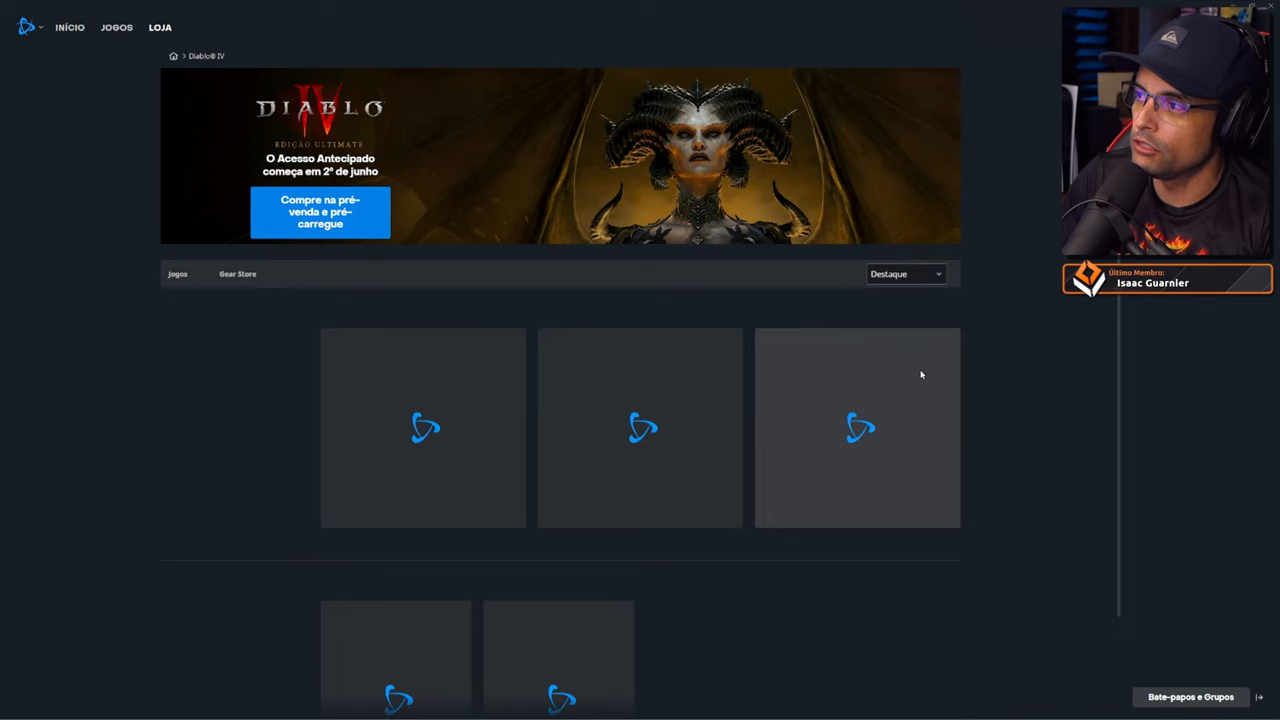 INÍCIO JOGOS LOJA
> Diablo® IV
DIABLO
IV
EDIÇÃO ULTIMATE
O Acesso Antecipado
começa em 2º de junho
Compre na pré-
venda e pré-
carregue
Jogos Gear Store Destaque
Último Membro:
Isaac Guarnier
Bate-papos e Grupos